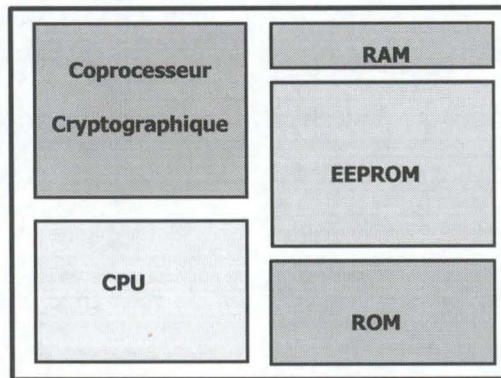 Coprocesseur
Cryptographique
CPU
RAM
EEPROM
ROM